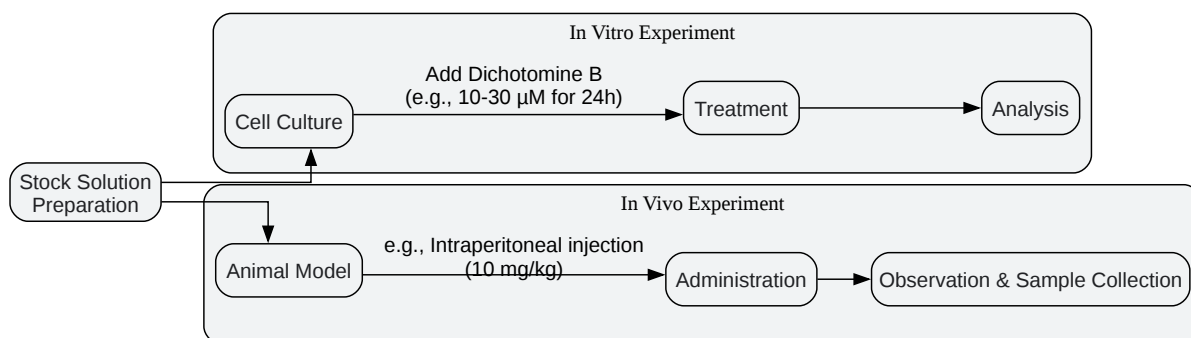 In Vitro Experiment
Add Dichotomine B
(e.g., 10-30 µM for 24h)
Cell Culture
Treatment
Analysis
Stock Solution
Preparation
In Vivo Experiment
e.g., Intraperitoneal injection
(10 mg/kg)
Animal Model
Administration
Observation & Sample Collection